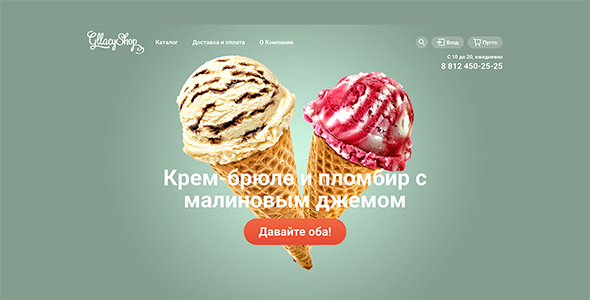 GllacyShop
Каталог
Доставка и оплата
О Компании
Вход
Пусто
С 10 до 20, ежедневно
8 812 450-25-25
Крем-брюле и пломбир с
малиновым джемом
Давайте оба!